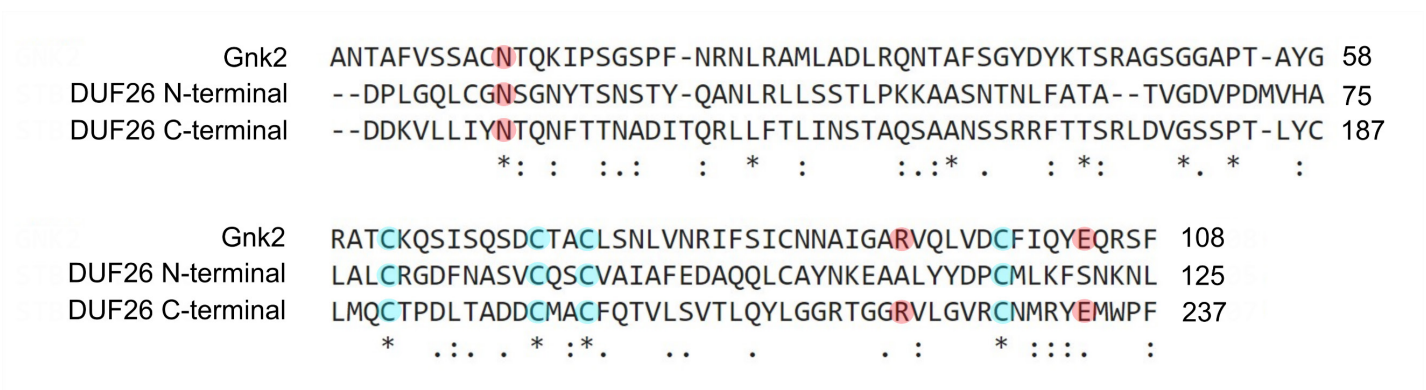 Gnk2 ANTAFVSSACNTQKIPSGSPF-NRNLRAMLADLRQNTAFSGYDYKTSRAGSGGAPT-AYG 58
DUF26 N-terminal --DPLGQLCGNSGNYTSNSTY-QANLRLLSSTLPKKAASNTNLFATA--TVGDVPDMVHA 75
DUF26 C-terminal --DDKVLLIYNTQNFTTNADITQRLLFTLINSTAQSAANSSRRFTTSRLDVGSSPT-LYC 187
*: : :.: : * : :.:* . : *: *. * :
Gnk2 RATCKQSISQSDCTACLSNLVNRIFSICNNAIGARVQLVDCFIQYEQRSF 108
DUF26 N-terminal LALCRGDFNASVCQSCVAIAFEDAQQLCAYNKEAALYYDPCMLKFSNKNL 125
DUF26 C-terminal LMQCTPDLTADDCMACFQTVLSVTLQYLGGRTGGRVLGVRCNMRYEMWPF 237
* .:. . * :*. .. . . : * :::. :